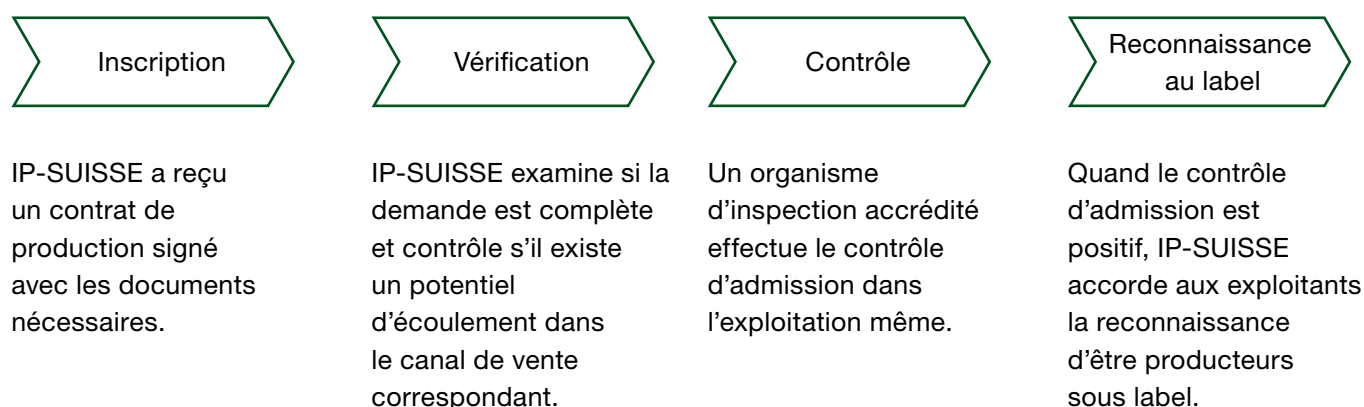 Inscription
IP-SUISSE a reçu
un contrat de
production signé
avec les documents
nécessaires.
Vérification
IP-SUISSE examine si la
demande est complète
et contrôle s’il existe
un potentiel
d’écoulement dans
le canal de vente
correspondant.
Contrôle
Un organisme
d’inspection accrédité
effectue le contrôle
d’admission dans
l’exploitation même.
Reconnaissance
au label
Quand le contrôle
d’admission est
positif, IP-SUISSE
accorde aux exploitants
la reconnaissance
d’être producteurs
sous label.